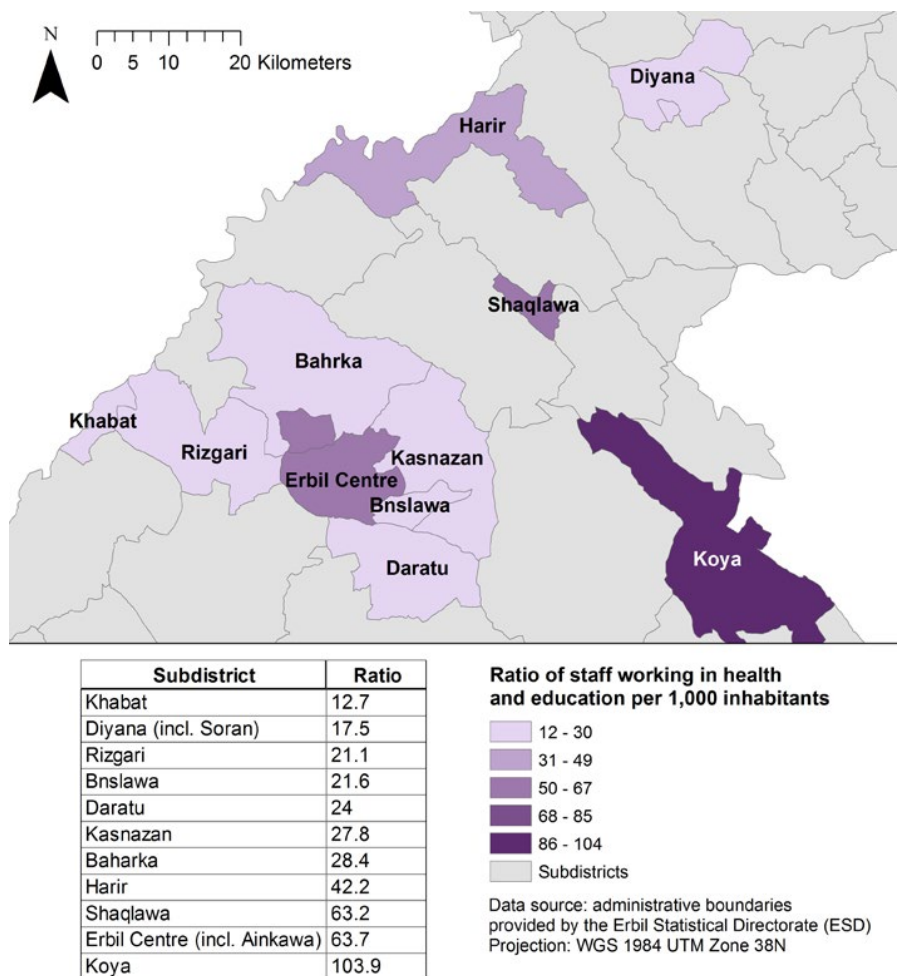 N
0 5 10 20 Kilometers
Diyana
Harir
Shaqlawa
Bahrka
Khabat
Rizgari
Kasnazan
Erbil Centre
Bnslawa
Daratu
Koya
Subdistrict Ratio
Khabat 12.7
Diyana (incl. Soran) 17.5
Rizgari 21.1
Bnslawa 21.6
Daratu 24
Kasnazan 27.8
Baharka 28.4
Harir 42.2
Shaqlawa 63.2
Erbil Centre (incl. Ainkawa) 63.7
Koya 103.9
Ratio of staff working in health
and education per 1,000 inhabitants
12 - 30
31 - 49
50 - 67
68 - 85
86 - 104
Subdistricts
Data source: administrative boundaries
provided by the Erbil Statistical Directorate (ESD)
Projection: WGS 1984 UTM Zone 38N